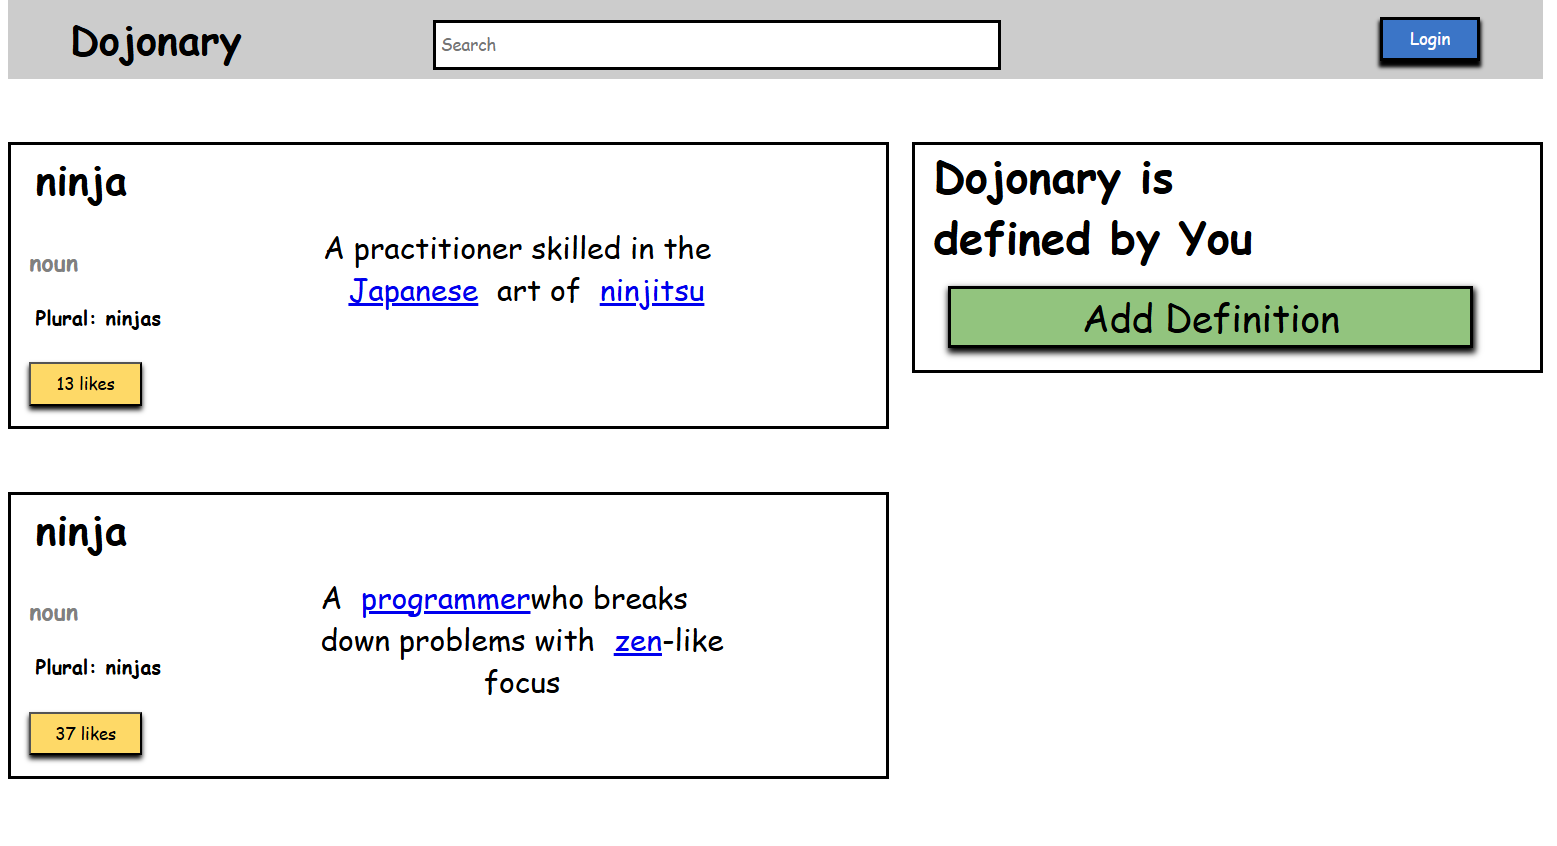 Dojonary
Search
Login
ninja
noun
Plural: ninjas
13 likes
A practitioner skilled in the
Japanese art of ninjitsu
Dojonary is
defined by You
Add Definition
ninja
noun
Plural: ninjas
37 likes
A programmerwho breaks
down problems with zen-like
focus